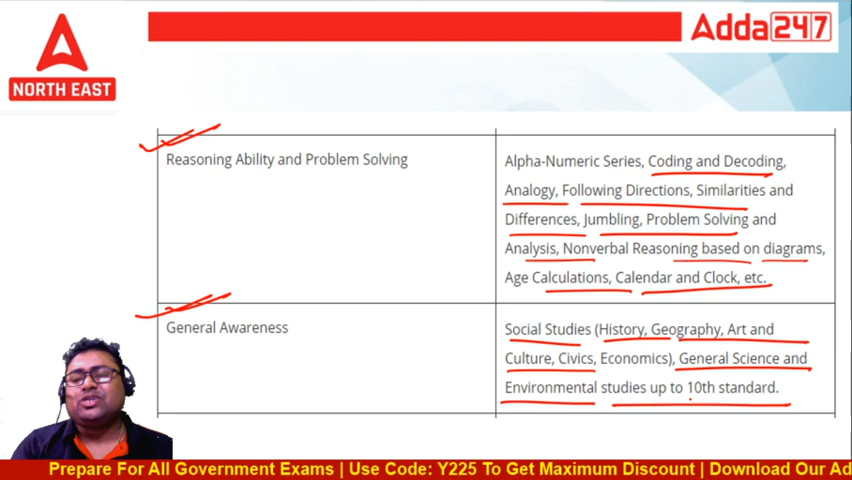 Adda247
NORTH EAST
Reasoning Ability and Problem Solving
Alpha-Numeric Series, Coding and Decoding,
Analogy, Following Directions, Similarities and
Differences, Jumbling, Problem Solving and
Analysis, Nonverbal Reasoning based on diagrams,
Age Calculations, Calendar and Clock, etc.
General Awareness
Social Studies (History, Geography, Art and
Culture, Civics, Economics), General Science and
Environmental studies up to 10th standard.
Prepare For All Government Exams | Use Code: Y225 To Get Maximum Discount | Download Our Ad